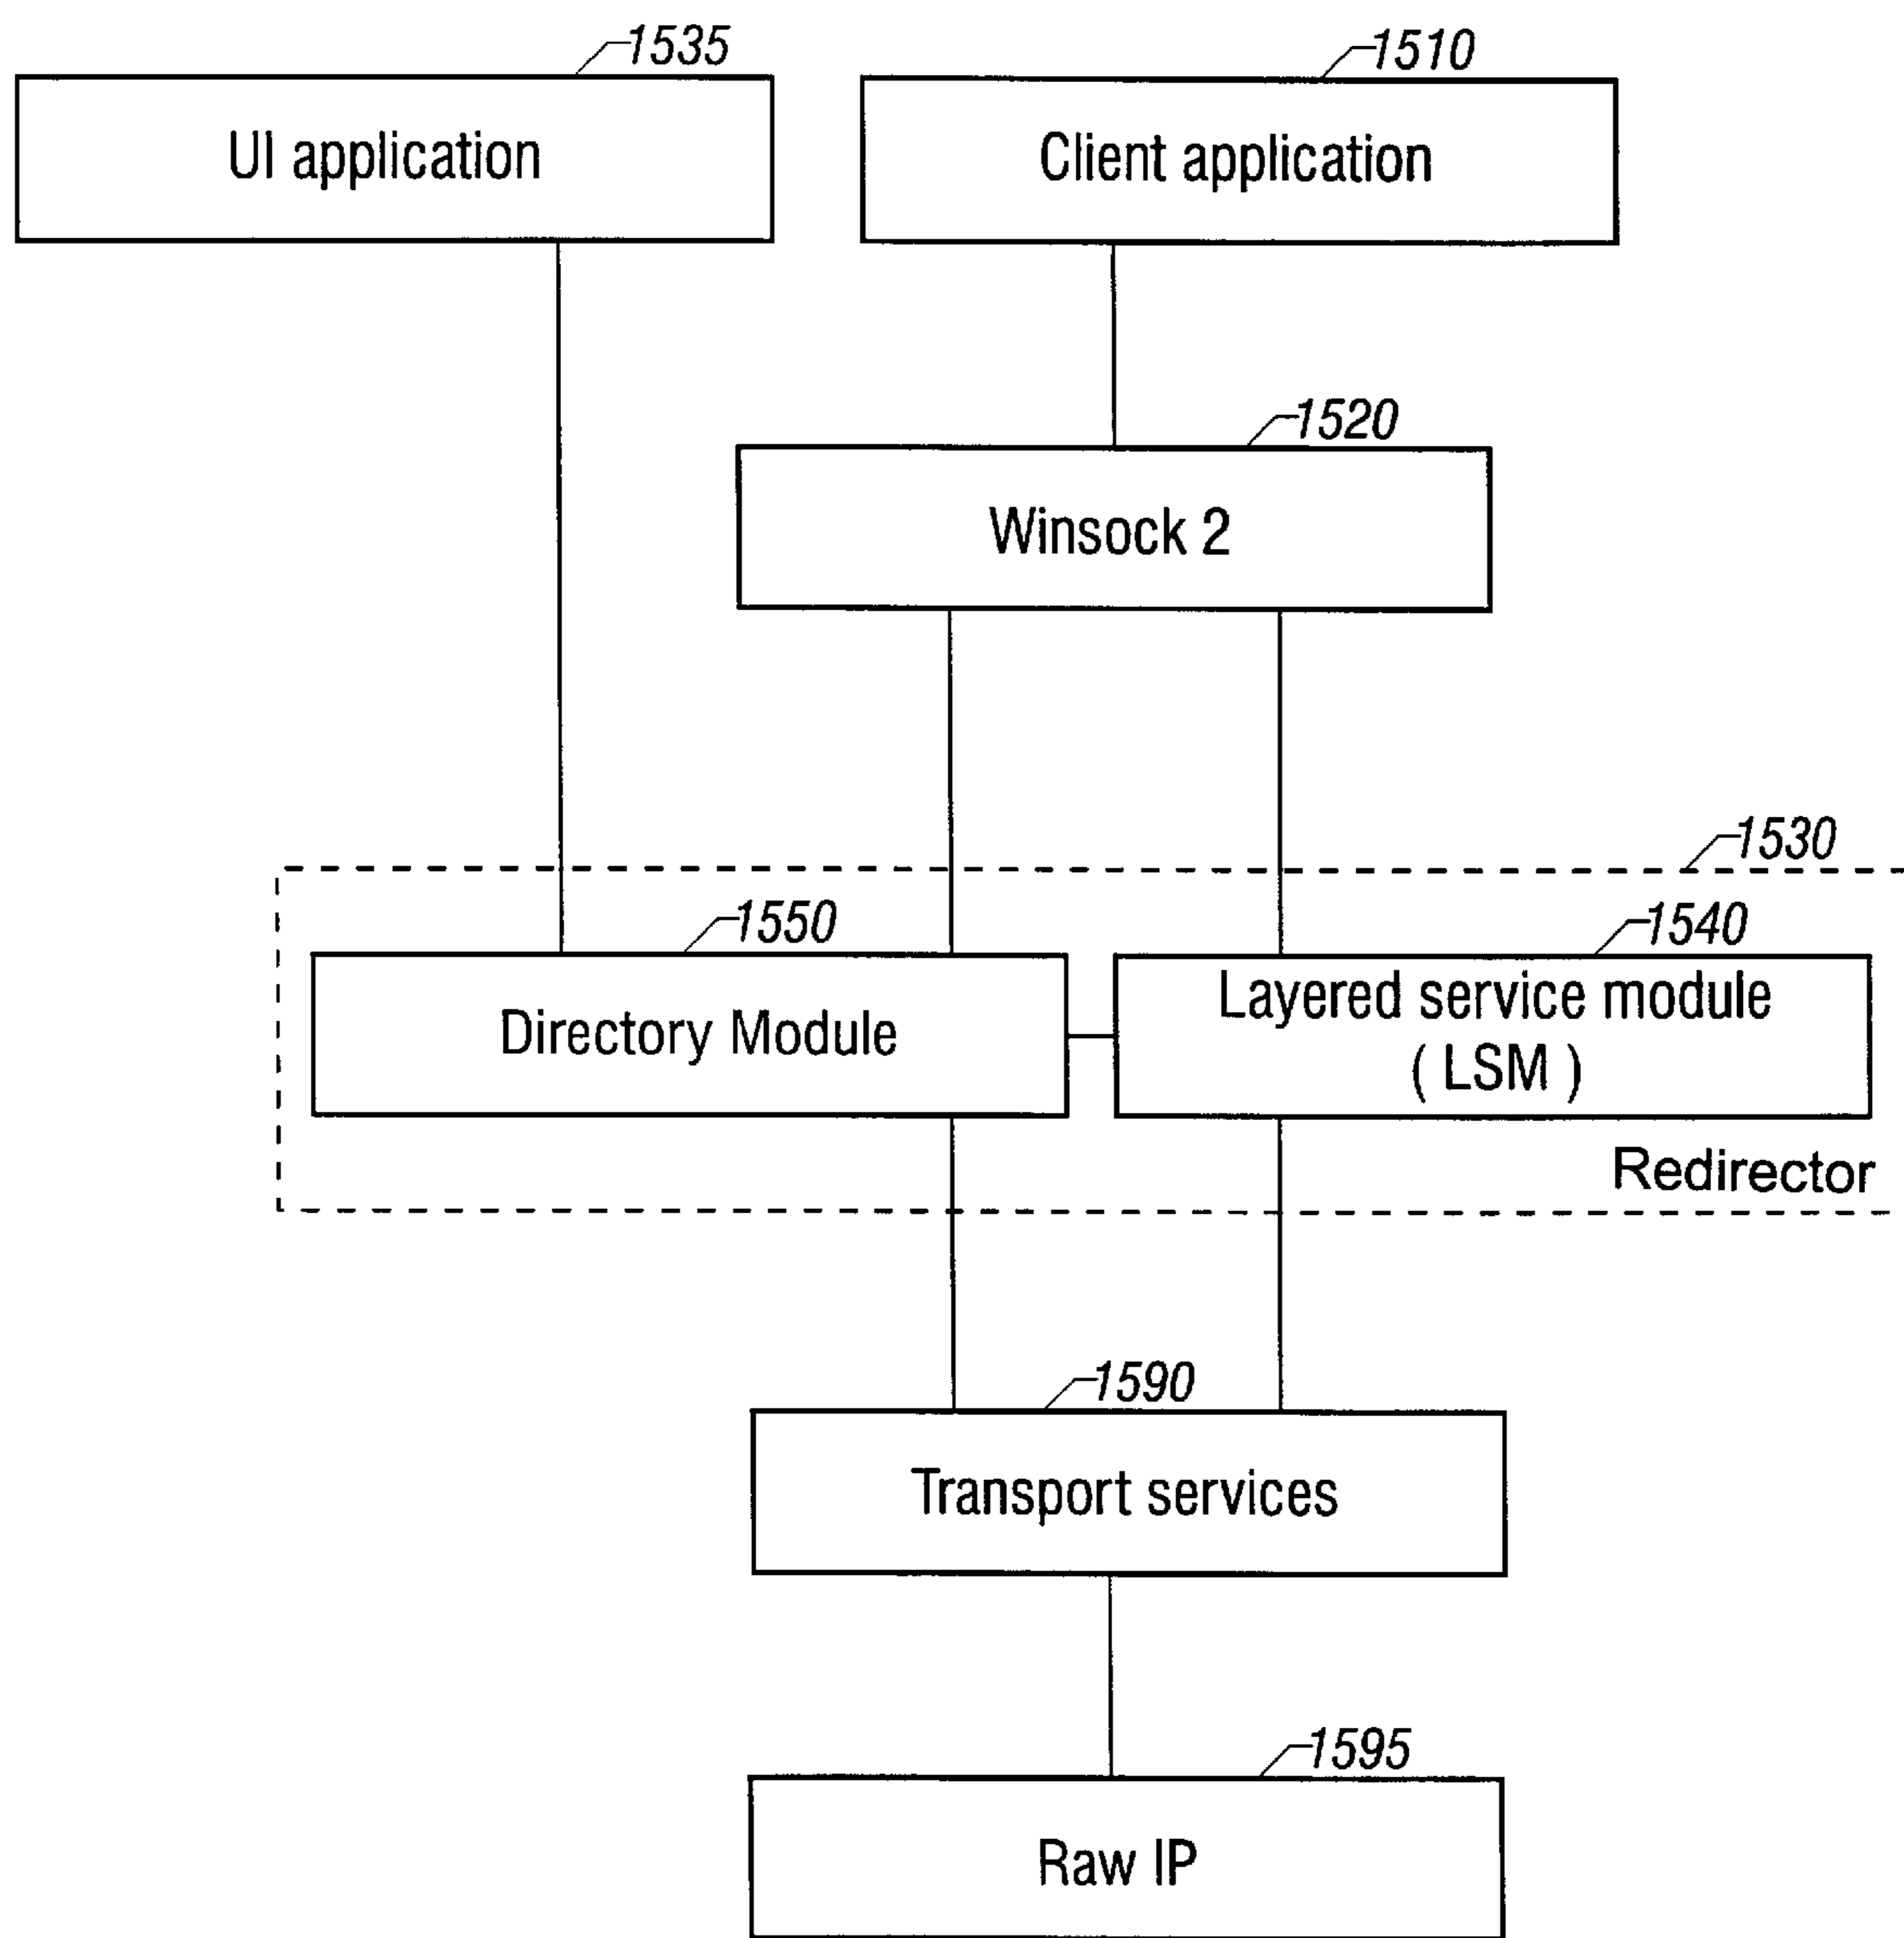 1535
1510
UI application
Client application
1520
Winsock 2
1530
1550
1540
Directory Module
Layered service module
( LSM )
Redirector
1590
Transport services
1595
Raw IP